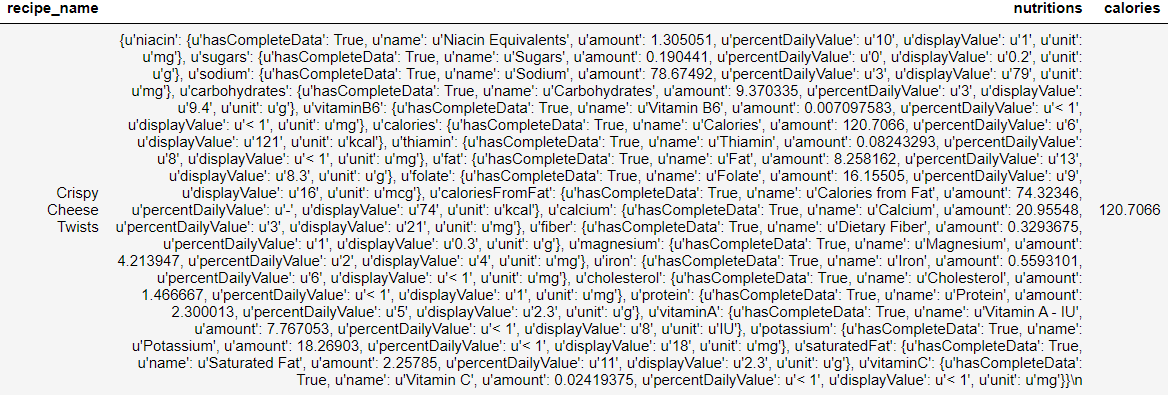 recipe_name nutritions calories
{u'niacin': {u'hasCompleteData': True, u'name': u'Niacin Equivalents', u'amount': 1.305051, u'percentDailyValue': u'10', u'displayValue': u'1', u'unit':
u'mg'}, u'sugars': {u'hasCompleteData': True, u'name': u'Sugars', u'amount': 0.190441, u'percentDailyValue': u'0', u'displayValue': u'0.2', u'unit':
u'g'}, u'sodium': {u'hasCompleteData': True, u'name': u'Sodium', u'amount': 78.67492, u'percentDailyValue': u'3', u'displayValue': u'79', u'unit':
u'mg'}, u'carbohydrates': {u'hasCompleteData': True, u'name': u'Carbohydrates', u'amount': 9.370335, u'percentDailyValue': u'3', u'displayValue':
u'9.4', u'unit': u'g'}, u'vitaminB6': {u'hasCompleteData': True, u'name': u'Vitamin B6', u'amount': 0.007097583, u'percentDailyValue': u'< 1',
u'displayValue': u'< 1', u'unit': u'mg'}, u'calories': {u'hasCompleteData': True, u'name': u'Calories', u'amount': 120.7066, u'percentDailyValue': u'6',
u'displayValue': u'121', u'unit': u'kcal'}, u'thiamin': {u'hasCompleteData': True, u'name': u'Thiamin', u'amount': 0.08243293, u'percentDailyValue':
u'8', u'displayValue': u'< 1', u'unit': u'mg'}, u'fat': {u'hasCompleteData': True, u'name': u'Fat', u'amount': 8.258162, u'percentDailyValue': u'13',
u'displayValue': u'8.3', u'unit': u'g'}, u'folate': {u'hasCompleteData': True, u'name': u'Folate', u'amount': 16.15505, u'percentDailyValue': u'9',
Crispy u'displayValue': u'16', u'unit': u'mcg'}, u'caloriesFromFat': {u'hasCompleteData': True, u'name': u'Calories from Fat', u'amount': 74.32346,
Cheese u'percentDailyValue': u'-', u'displayValue': u'74', u'unit': u'kcal'}, u'calcium': {u'hasCompleteData': True, u'name': u'Calcium', u'amount': 20.95548, 120.7066
Twists u'percentDailyValue': u'3', u'displayValue': u'21', u'unit': u'mg'}, u'fiber': {u'hasCompleteData': True, u'name': u'Dietary Fiber', u'amount': 0.3293675,
u'percentDailyValue': u'1', u'displayValue': u'0.3', u'unit': u'g'}, u'magnesium': {u'hasCompleteData': True, u'name': u'Magnesium', u'amount':
4.213947, u'percentDailyValue': u'2', u'displayValue': u'4', u'unit': u'mg'}, u'iron': {u'hasCompleteData': True, u'name': u'Iron', u'amount': 0.5593101,
u'percentDailyValue': u'6', u'displayValue': u'< 1', u'unit': u'mg'}, u'cholesterol': {u'hasCompleteData': True, u'name': u'Cholesterol', u'amount':
1.466667, u'percentDailyValue': u'< 1', u'displayValue': u'1', u'unit': u'mg'}, u'protein': {u'hasCompleteData': True, u'name': u'Protein', u'amount':
2.300013, u'percentDailyValue': u'5', u'displayValue': u'2.3', u'unit': u'g'}, u'vitaminA': {u'hasCompleteData': True, u'name': u'Vitamin A - IU',
u'amount': 7.767053, u'percentDailyValue': u'< 1', u'displayValue': u'8', u'unit': u'IU'}, u'potassium': {u'hasCompleteData': True, u'name':
u'Potassium', u'amount': 18.26903, u'percentDailyValue': u'< 1', u'displayValue': u'18', u'unit': u'mg'}, u'saturatedFat': {u'hasCompleteData': True,
u'name': u'Saturated Fat', u'amount': 2.25785, u'percentDailyValue': u'11', u'displayValue': u'2.3', u'unit': u'g'}, u'vitaminC': {u'hasCompleteData':
True, u'name': u'Vitamin C', u'amount': 0.02419375, u'percentDailyValue': u'< 1', u'displayValue': u'< 1', u'unit': u'mg'}}\n